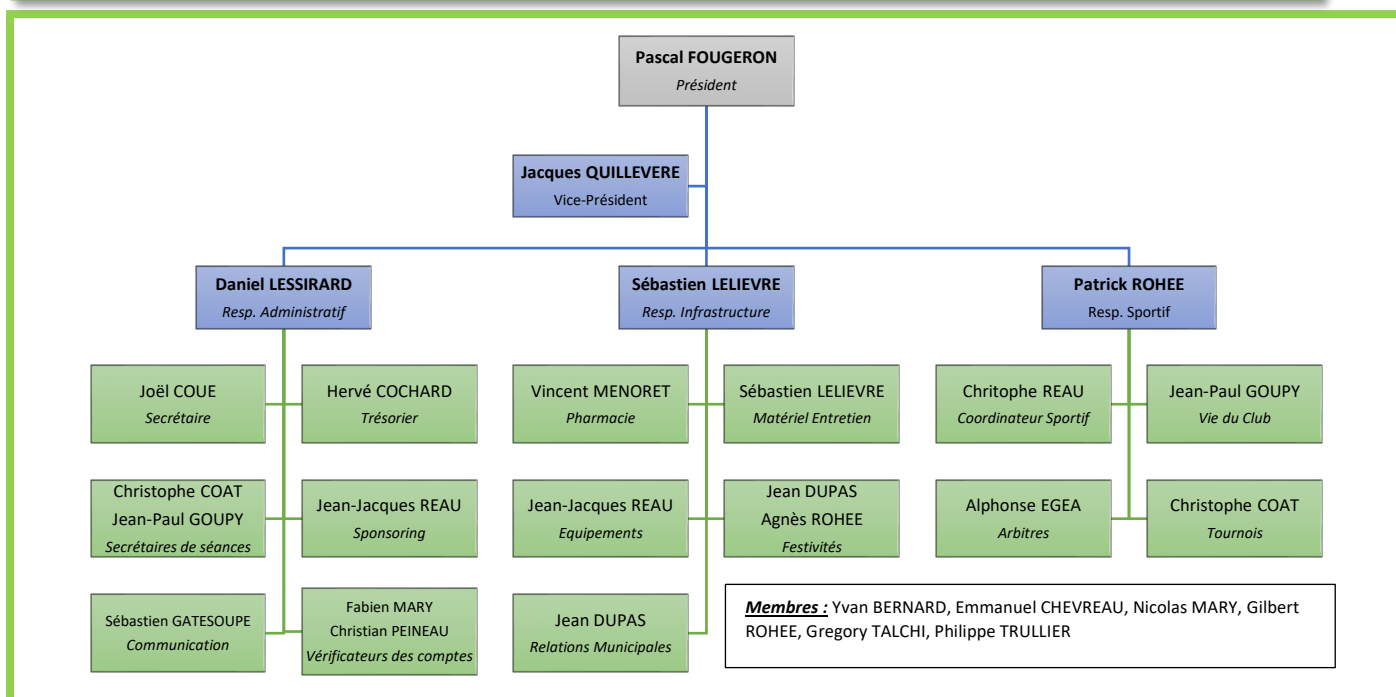 Pascal FOUGERON
Président
Jacques QUILLEVERE
Vice-Président
Daniel LESSIRARD
Resp. Administratif
Sébastien LELIEVRE
Resp. Infrastructure
Patrick ROHEE
Resp. Sportif
Joël COUE
Secrétaire
Hervé COCHARD
Trésorier
Vincent MENORET
Pharmacie
Sébastien LELIEVRE
Matériel Entretien
Chritophe REAU
Coordinateur Sportif
Jean-Paul GOUPY
Vie du Club
Christophe COAT
Jean-Paul GOUPY
Secrétaires de séances
Jean-Jacques REAU
Sponsoring
Jean-Jacques REAU
Equipements
Jean DUPAS
Agnès ROHEE
Festivités
Alphonse EGEA
Arbitres
Christophe COAT
Tournois
Sébastien GATESOUPE
Communication
Fabien MARY
Christian PEINEAU
Vérificateurs des comptes
Jean DUPAS
Relations Municipales
Membres : Yvan BERNARD, Emmanuel CHEVREAU, Nicolas MARY, Gilbert
ROHEE, Gregory TALCHI, Philippe TRULLIER